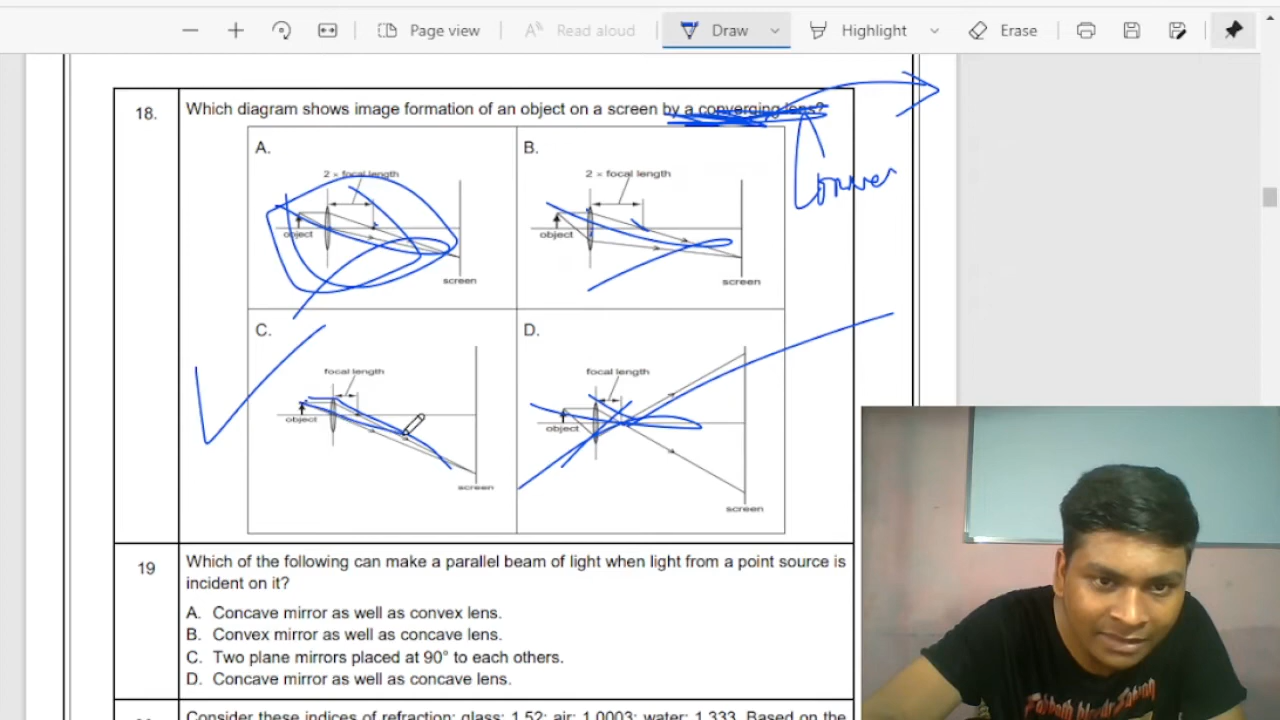 Page view
Read aloud
Draw
Highlight
Erase
18.
Which diagram shows image formation of an object on a screen by a converging lens?
A.
2 × focal length
object
screen
B.
2 × focal length
object
screen
C.
focal length
object
screen
D.
focal length
object
screen
19
Which of the following can make a parallel beam of light when light from a point source is
incident on it?
A. Concave mirror as well as convex lens.
B. Convex mirror as well as concave lens.
C. Two plane mirrors placed at 90° to each others.
D. Concave mirror as well as concave lens.
Consider these indices of refraction: glass: 1.52; air: 1.0003; water: 1.333. Based on the